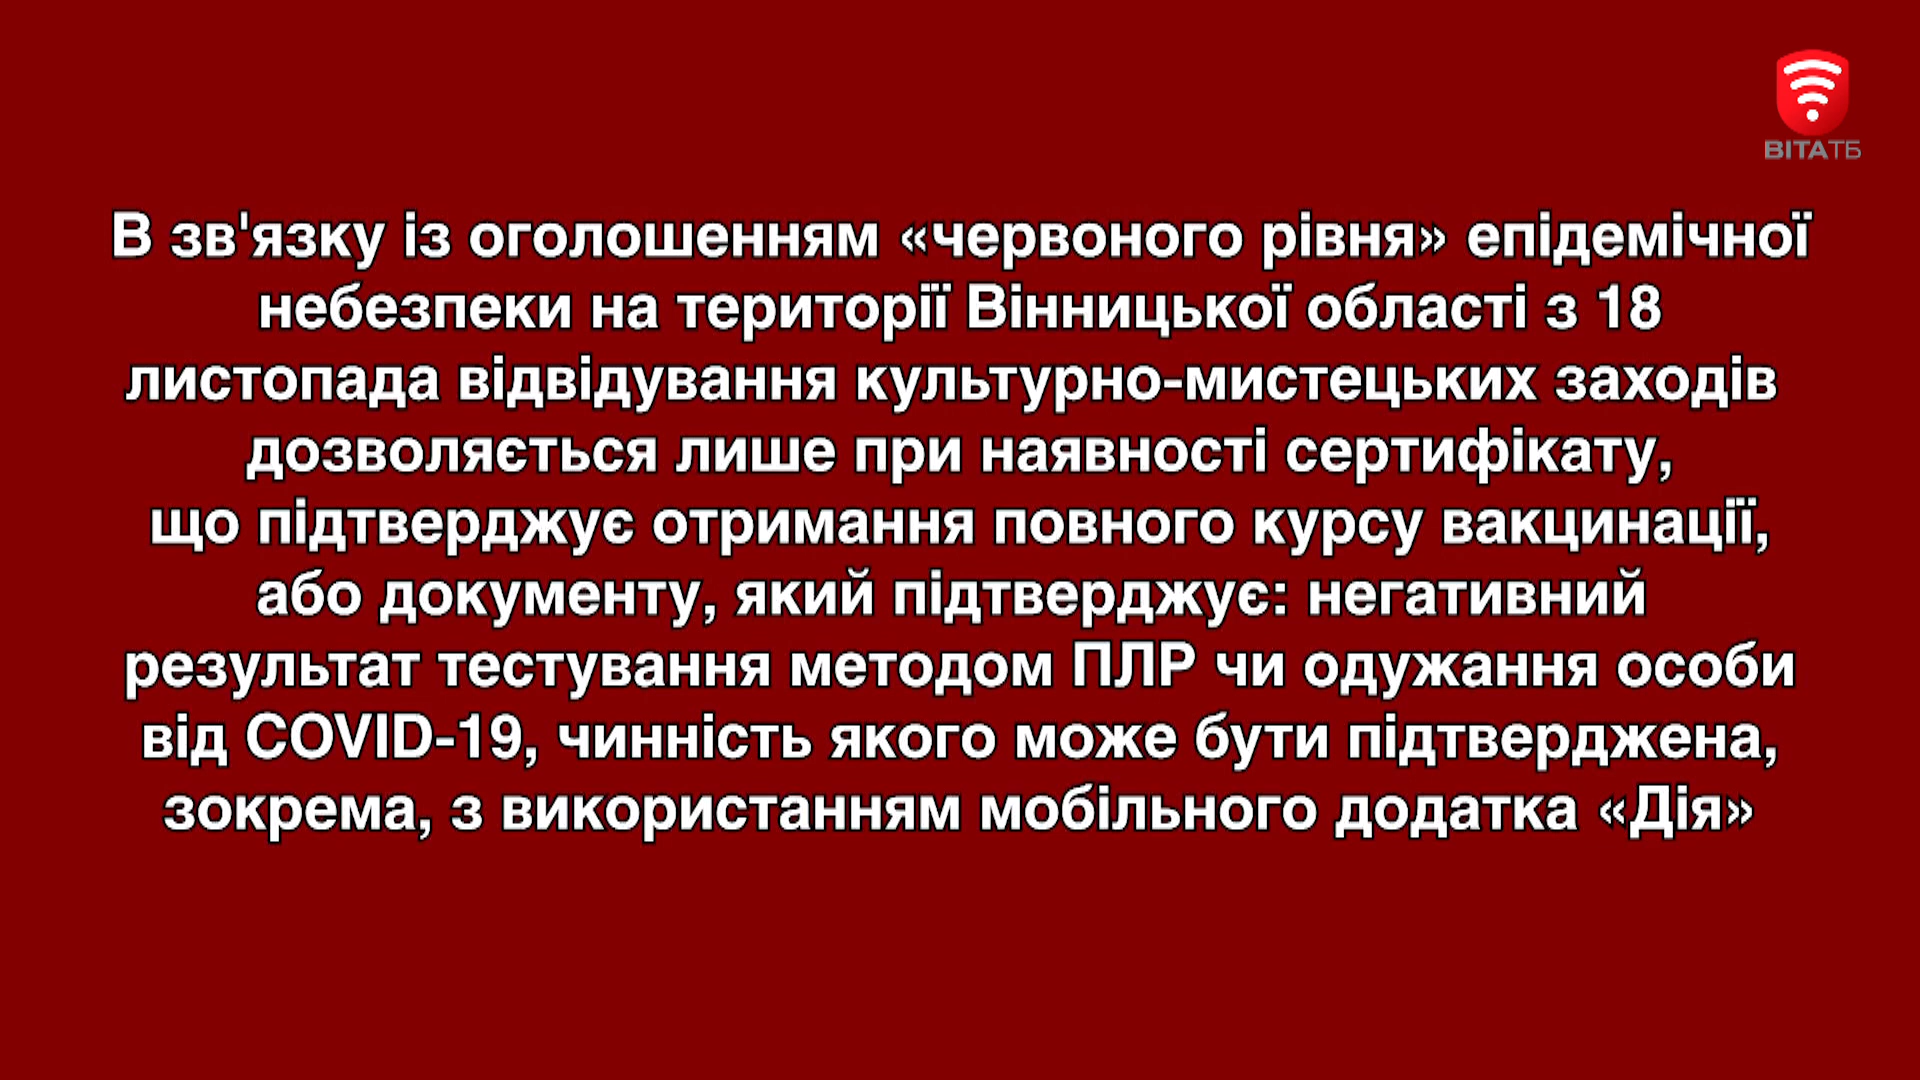 ВІТАТБ
В зв'язку із оголошенням «червоного рівня» епідемічної
небезпеки на території Вінницької області з 18
листопада відвідування культурно-мистецьких заходів
дозволяється лише при наявності сертифікату,
що підтверджує отримання повного курсу вакцинації,
або документу, який підтверджує: негативний
результат тестування методом ПЛР чи одужання особи
від COVID-19, чинність якого може бути підтверджена,
зокрема, з використанням мобільного додатка «Дія»